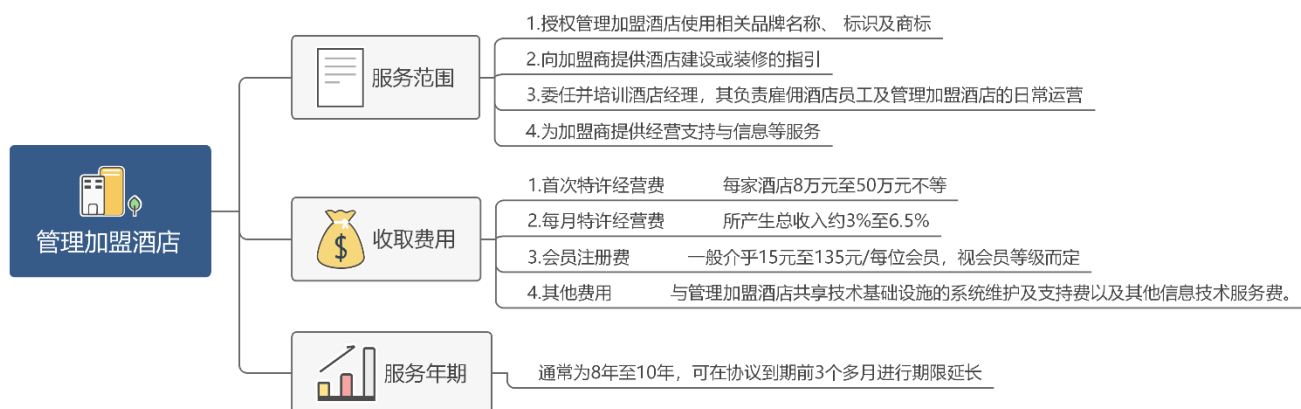 管理加盟酒店
服务范围
1.授权管理加盟酒店使用相关品牌名称、 标识及商标
2.向加盟商提供酒店建设或装修的指引
3.委任并培训酒店经理，其负责雇佣酒店员工及管理加盟酒店的日常运营
4.为加盟商提供经营支持与信息等服务
收取费用
1.首次特许经营费 每家酒店8万元至50万元不等
2.每月特许经营费 所产生总收入约3%至6.5%
3.会员注册费 一般介乎15元至135元/每位会员，视会员等级而定
4.其他费用 与管理加盟酒店共享技术基础设施的系统维护及支持费以及其他信息技术服务费。
服务年期
通常为8年至10年，可在协议到期前3个多月进行期限延长